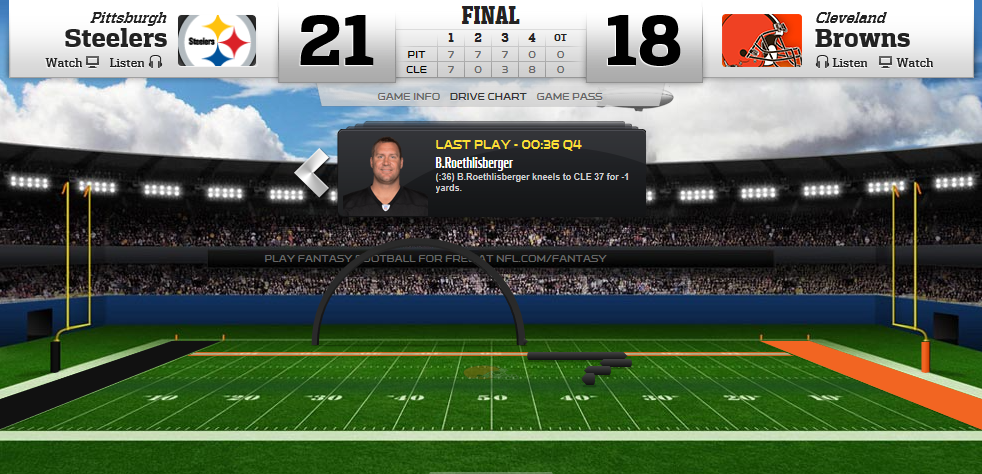 Pittsburgh
Steelers
Watch Listen
Steelers
21
FINAL
1 2 3 4 OT
PIT 7 7 7 0 0
CLE 7 0 3 8 0
18
Cleveland
Browns
Listen Watch
GAME INFO DRIVE CHART GAME PASS
LAST PLAY - 00:36 Q4
B.Roethlisberger
(:36) B.Roethlisberger kneels to CLE 37 for -1
yards.
PLAY FANTASY FOOTBALL FOR FREE AT NFL.COM/FANTASY
10 20 30 40 50 40 30 20 10